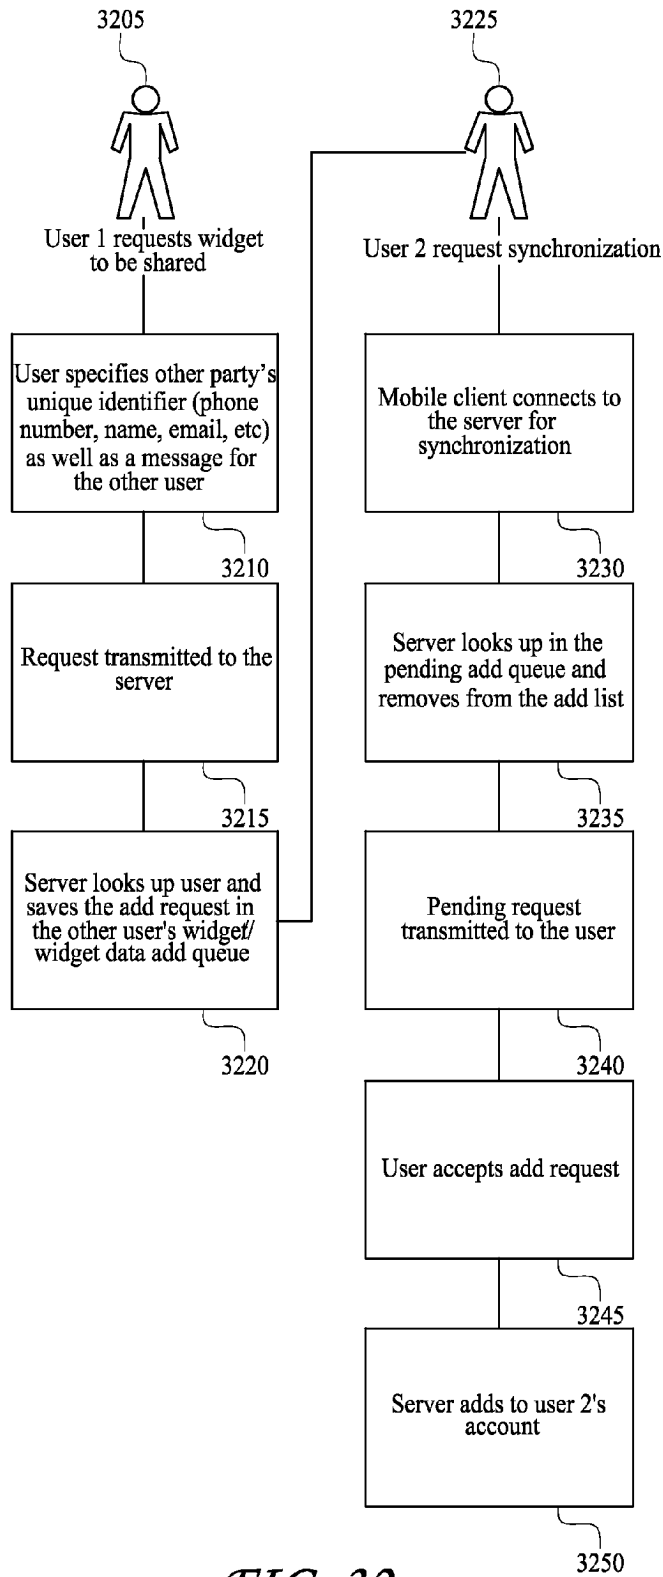 3205
User 1 requests widget
to be shared
User specifies other party's
unique identifier (phone
number, name, email, etc)
as well as a message for
the other user
3210
Request transmitted to the
server
3215
Server looks up user and
saves the add request in
the other user's widget/
widget data add queue
3220
3225
User 2 request synchronization
Mobile client connects to
the server for
synchronization
3230
Server looks up in the
pending add queue and
removes from the add list
3235
Pending request
transmitted to the user
3240
User accepts add request
3245
Server adds to user 2's
account
3250
FIG. 32